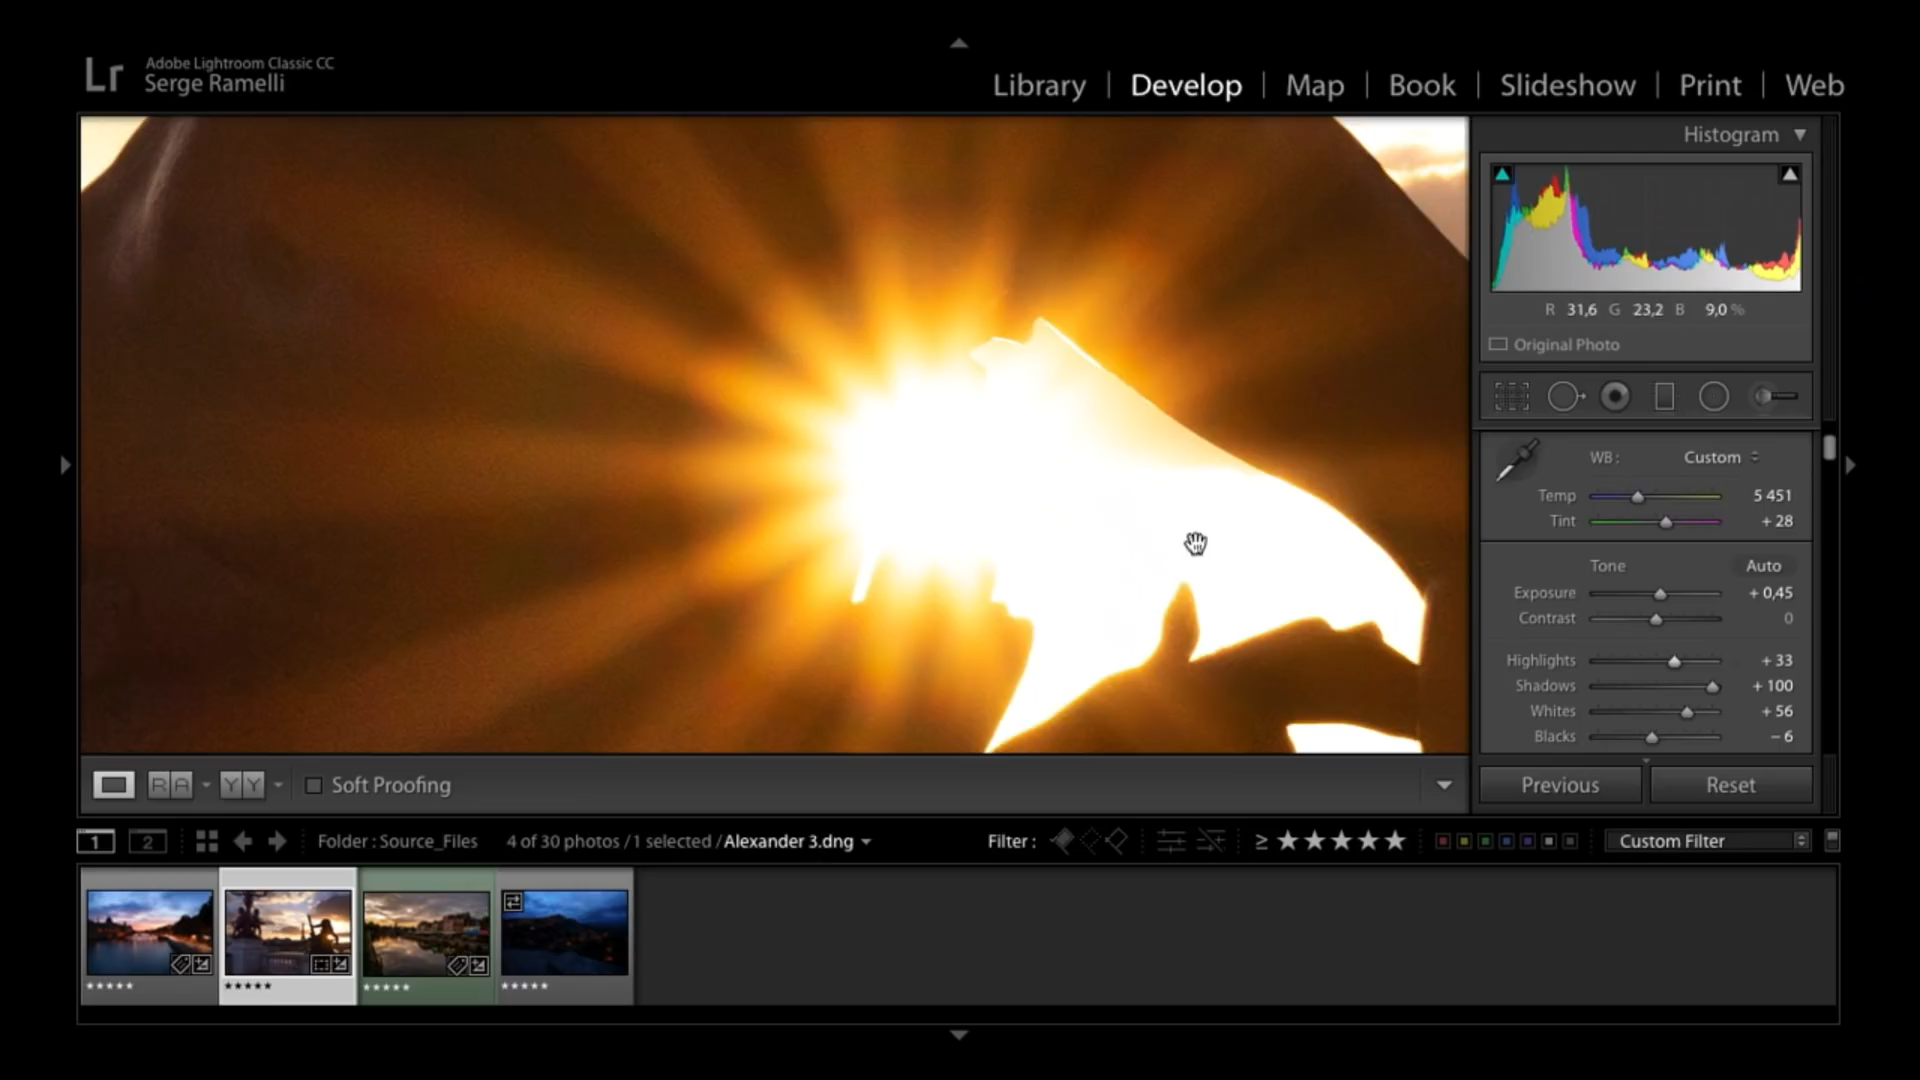 Lr
Adobe Lightroom Classic CC
Serge Ramelli
Library | Develop | Map | Book | Slideshow | Print | Web
Histogram
R 31,6 G 23,2 B 9,0 %
Original Photo
WB: Custom
Temp 5 451
Tint + 28
Tone Auto
Exposure + 0,45
Contrast 0
Highlights + 33
Shadows + 100
Whites + 56
Blacks – 6
R A Y Y Soft Proofing
Previous Reset
1 2 Folder : Source_Files 4 of 30 photos / 1 selected / Alexander 3.dng Filter : ≥ ★★★★★ Custom Filter
★★★★★ ★★★★★ ★★★★★ ★★★★★